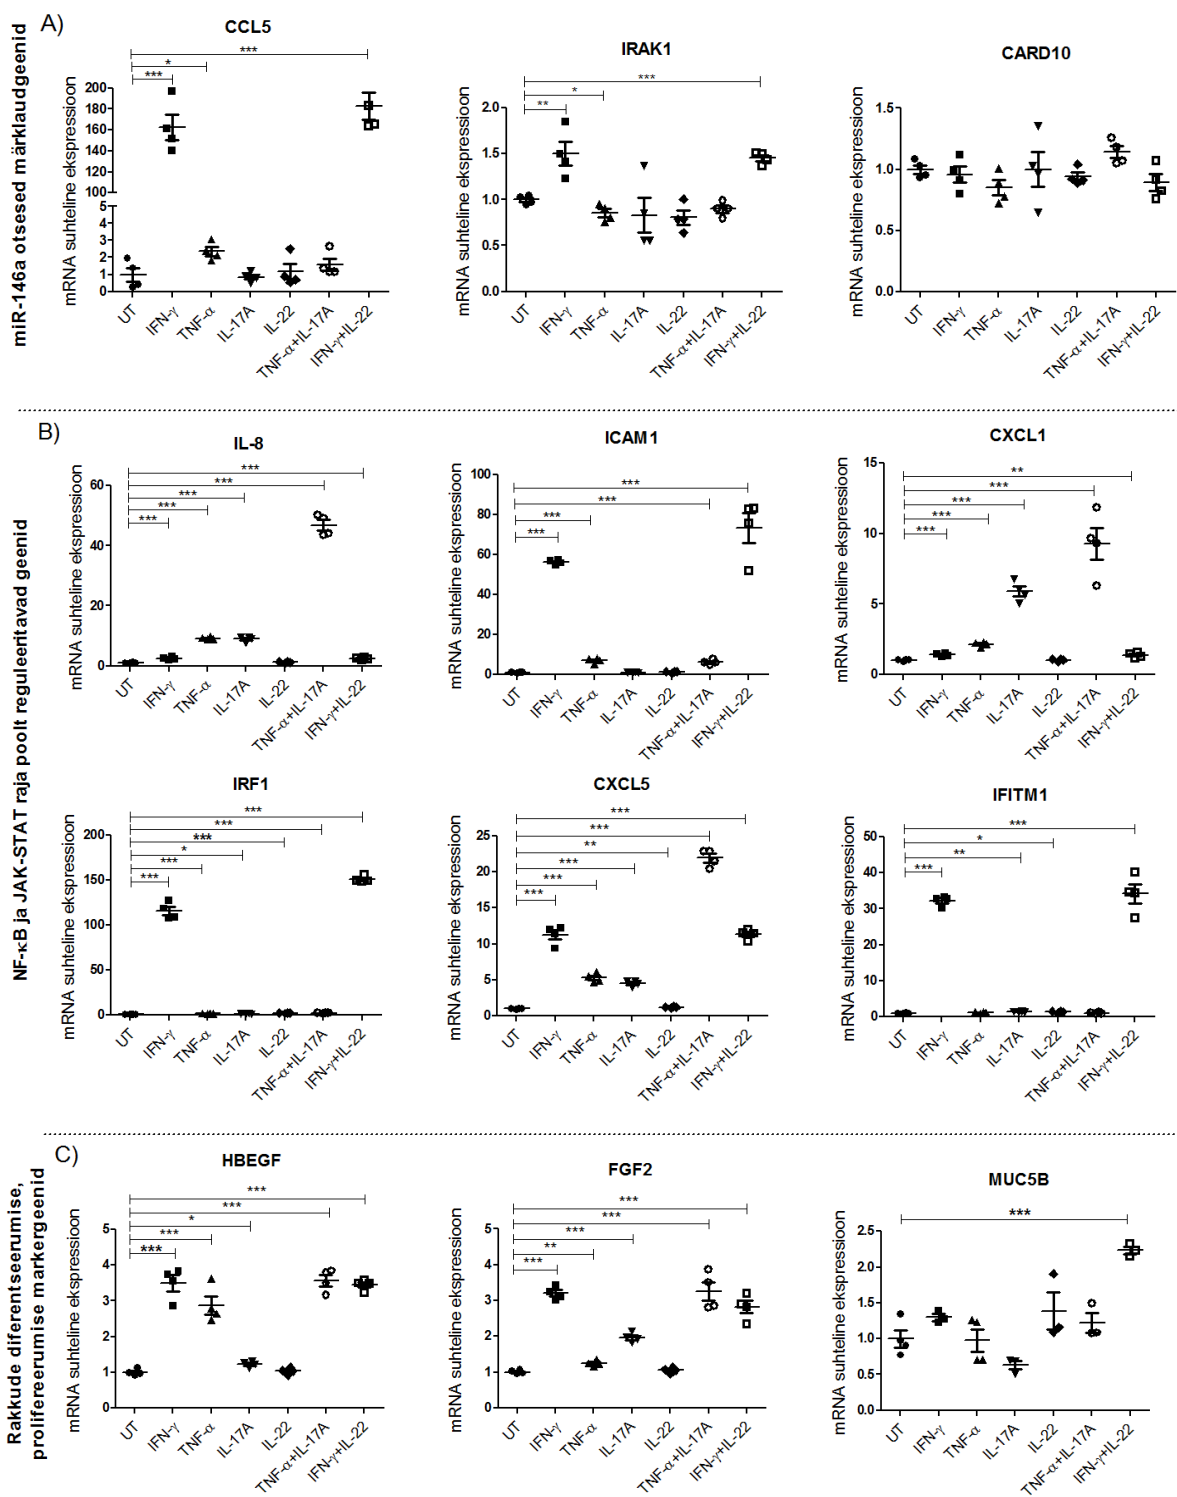 A)
miR-146a otsesed märklaudgeenid
CCL5
***
*
***
mRNA suhteline ekspressioon
200
180
160
140
120
100
5
4
3
2
1
0
UT
IFN-γ
TNF-α
IL-17A
IL-22
TNF-α+IL-17A
IFN-γ+IL-22
IRAK1
***
*
**
mRNA suhteline ekspressioon
2.0
1.5
1.0
0.5
0.0
UT
IFN-γ
TNF-α
IL-17A
IL-22
TNF-α+IL-17A
IFN-γ+IL-22
CARD10
mRNA suhteline ekspressioon
1.5
1.0
0.5
0.0
UT
IFN-γ
TNF-α
IL-17A
IL-22
TNF-α+IL-17A
IFN-γ+IL-22
B)
NF-κB ja JAK-STAT raja poolt reguleeritavad geenid
IL-8
***
***
***
***
***
mRNA suhteline ekspressioon
60
40
20
0
UT
IFN-γ
TNF-α
IL-17A
IL-22
TNF-α+IL-17A
IFN-γ+IL-22
ICAM1
***
***
***
***
mRNA suhteline ekspressioon
100
80
60
40
20
0
UT
IFN-γ
TNF-α
IL-17A
IL-22
TNF-α+IL-17A
IFN-γ+IL-22
CXCL1
**
***
***
***
***
mRNA suhteline ekspressioon
15
10
5
0
UT
IFN-γ
TNF-α
IL-17A
IL-22
TNF-α+IL-17A
IFN-γ+IL-22
IRF1
***
***
***
*
***
***
mRNA suhteline ekspressioon
200
150
100
50
0
UT
IFN-γ
TNF-α
IL-17A
IL-22
TNF-α+IL-17A
IFN-γ+IL-22
CXCL5
***
***
**
***
***
***
mRNA suhteline ekspressioon
25
20
15
10
5
0
UT
IFN-γ
TNF-α
IL-17A
IL-22
TNF-α+IL-17A
IFN-γ+IL-22
IFITM1
***
*
**
***
mRNA suhteline ekspressioon
50
40
30
20
10
0
UT
IFN-γ
TNF-α
IL-17A
IL-22
TNF-α+IL-17A
IFN-γ+IL-22
C)
Rakkude diferentseerumise,
prolifereerumise markergeenid
HBEGF
***
***
*
***
***
mRNA suhteline ekspressioon
5
4
3
2
1
0
UT
IFN-γ
TNF-α
IL-17A
IL-22
TNF-α+IL-17A
IFN-γ+IL-22
FGF2
***
***
***
**
***
mRNA suhteline ekspressioon
5
4
3
2
1
0
UT
IFN-γ
TNF-α
IL-17A
IL-22
TNF-α+IL-17A
IFN-γ+IL-22
MUC5B
***
mRNA suhteline ekspressioon
2.5
2.0
1.5
1.0
0.5
0.0
UT
IFN-γ
TNF-α
IL-17A
IL-22
TNF-α+IL-17A
IFN-γ+IL-22